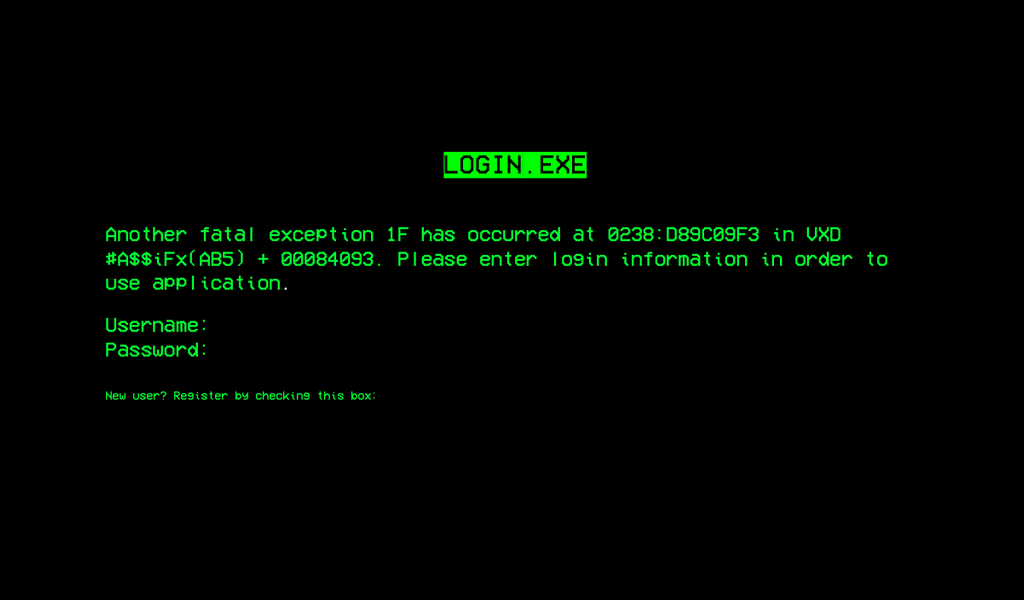 LOGIN.EXE
Another fatal exception 1F has occurred at 0238:D89C09F3 in VXD
#A$$iFx(AB5) + 00084093. Please enter login information in order to
use application.
Username:
Password:
New user? Register by checking this box: